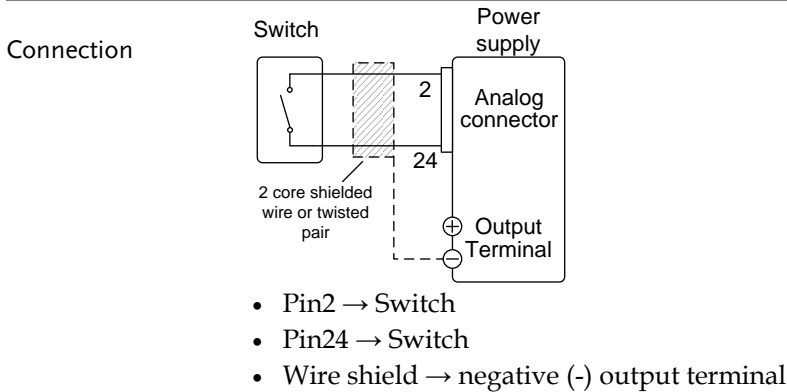 Connection
Switch
Power
supply
2
Analog
connector
24
2 core shielded
wire or twisted
pair
+
Output
Terminal
-
• Pin2 → Switch
• Pin24 → Switch
• Wire shield → negative (-) output terminal